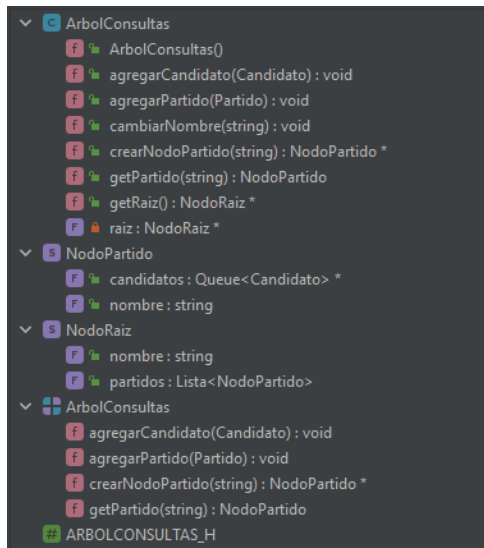 C ArbolConsultas
f ArbolConsultas()
f agregarCandidato(Candidato) : void
f agregarPartido(Partido) : void
f cambiarNombre(string) : void
f crearNodoPartido(string) : NodoPartido *
f getPartido(string) : NodoPartido
f getRaiz() : NodoRaiz *
F raiz : NodoRaiz *
S NodoPartido
F candidatos : Queue<Candidato> *
F nombre : string
S NodoRaiz
F nombre : string
F partidos : Lista<NodoPartido>
ArbolConsultas
f agregarCandidato(Candidato) : void
f agregarPartido(Partido) : void
f crearNodoPartido(string) : NodoPartido *
f getPartido(string) : NodoPartido
# ARBOLCONSULTAS_H